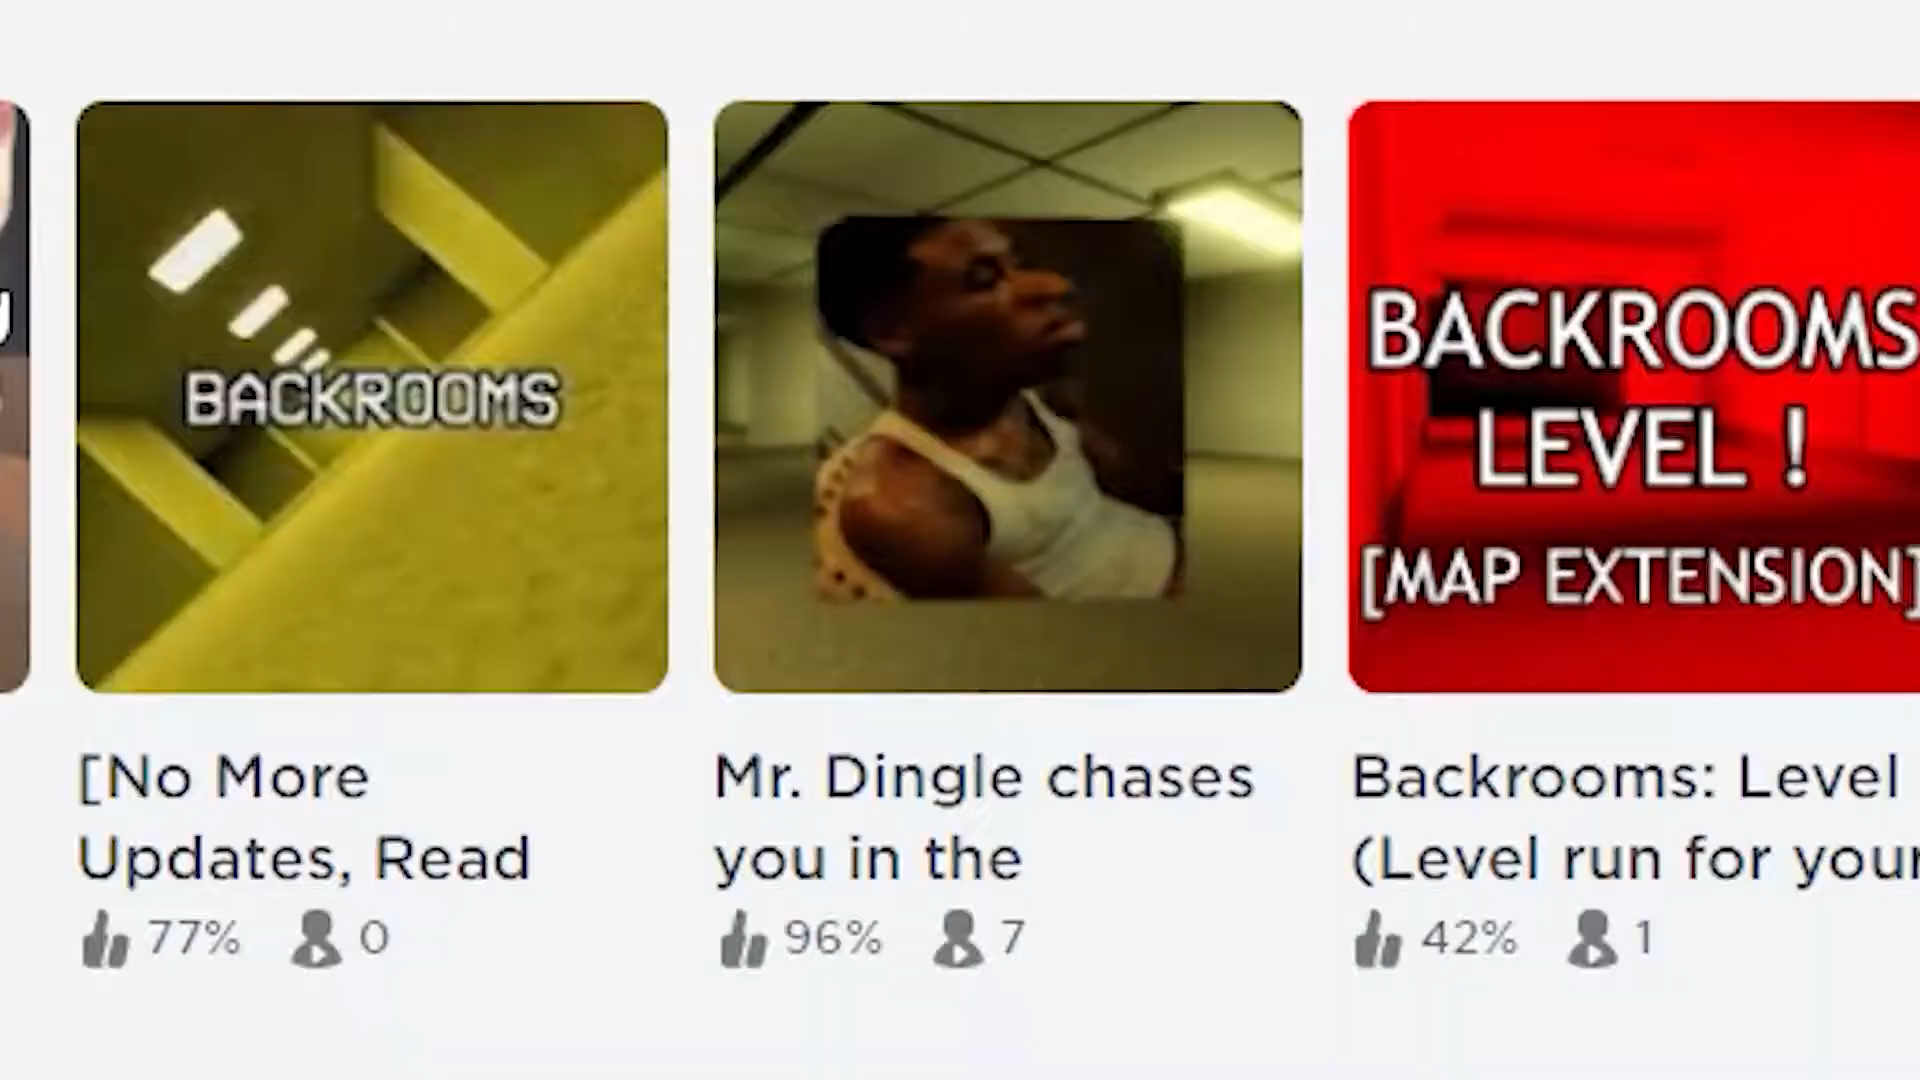 BACKROOMS
BACKROOMS
LEVEL !
[MAP EXTENSION]
[No More
Updates, Read
77% 0
Mr. Dingle chases
you in the
96% 7
Backrooms: Level
(Level run for your
42% 1